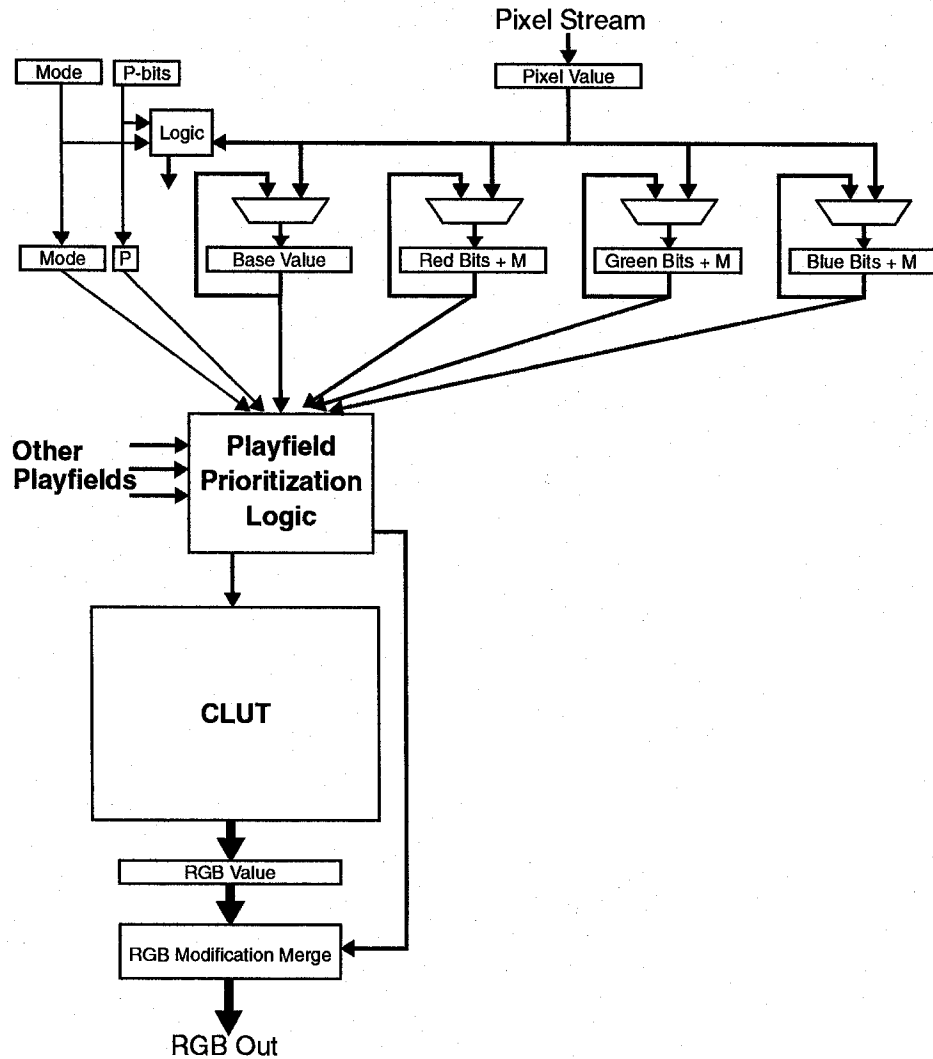 Pixel Stream
Mode
P-bits
Pixel Value
Logic
Mode
P
Base Value
Red Bits + M
Green Bits + M
Blue Bits + M
Other
Playfields
Playfield
Prioritization
Logic
CLUT
RGB Value
RGB Modification Merge
RGB Out